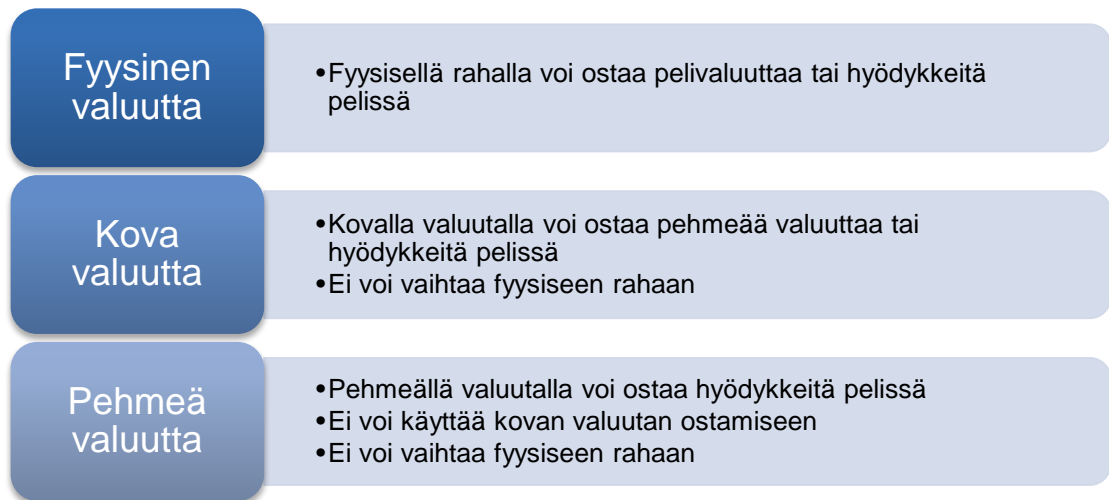 Fyysinen
valuutta
•Fyysisellä rahalla voi ostaa pelivaluuttaa tai hyödykkeitä
pelissä
Kova
valuutta
•Kovalla valuutalla voi ostaa pehmeää valuuttaa tai
hyödykkeitä pelissä
•Ei voi vaihtaa fyysiseen rahaan
Pehmeä
valuutta
•Pehmeällä valuutalla voi ostaa hyödykkeitä pelissä
•Ei voi käyttää kovan valuutan ostamiseen
•Ei voi vaihtaa fyysiseen rahaan